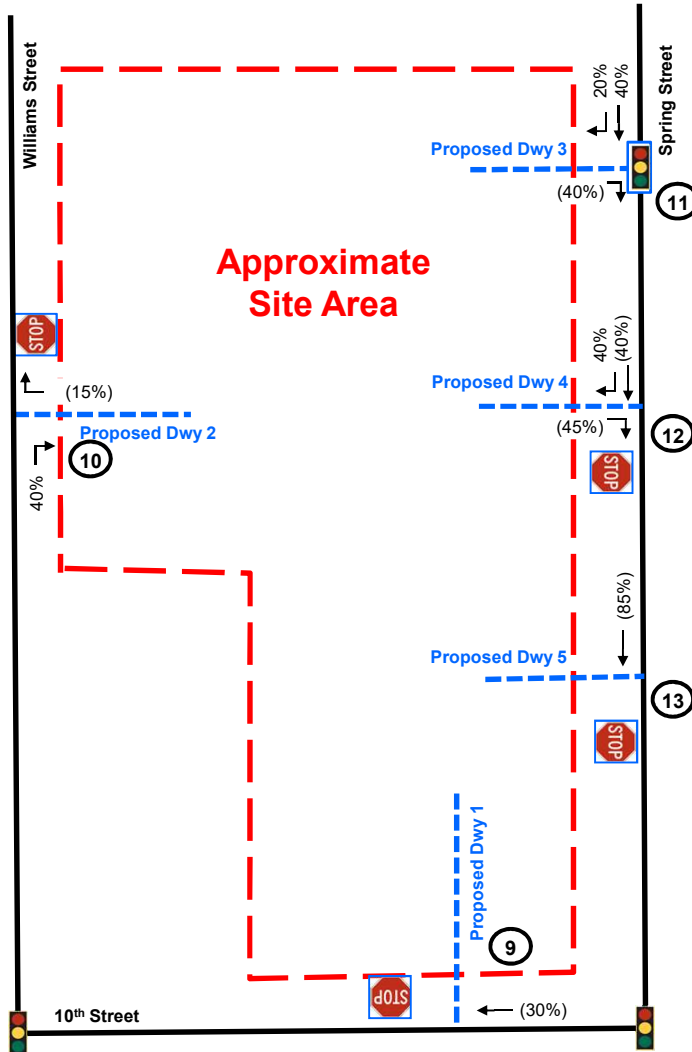 Williams Street
Spring Street
20%
40%
Proposed Dwy 3
(40%)
11
Approximate
Site Area
STOP
(15%)
Proposed Dwy 2
10
40%
40%
(40%)
Proposed Dwy 4
(45%)
12
STOP
(85%)
Proposed Dwy 5
13
STOP
Proposed Dwy 1
9
STOP
(30%)
10th Street